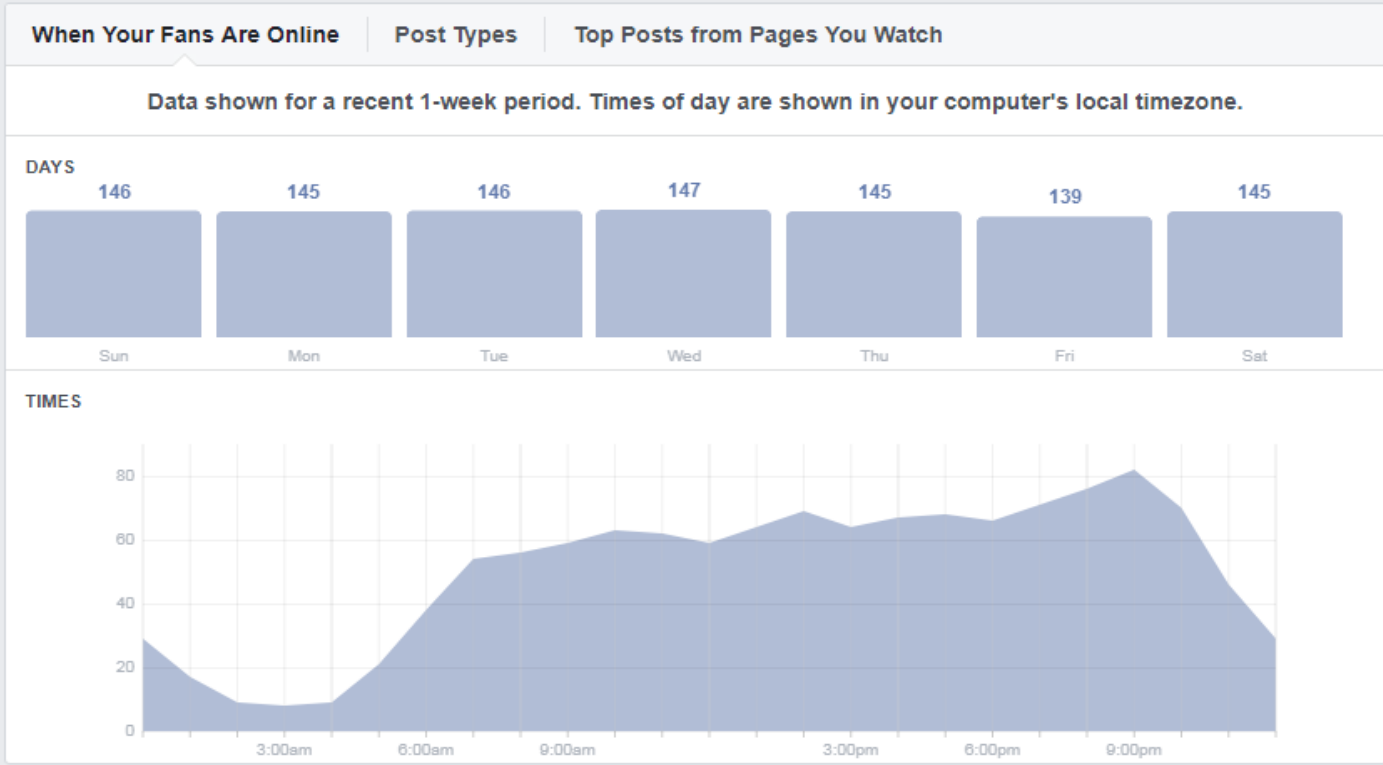 When Your Fans Are Online Post Types Top Posts from Pages You Watch
Data shown for a recent 1-week period. Times of day are shown in your computer's local timezone.
DAYS
146 145 146 147 145 139 145
Sun Mon Tue Wed Thu Fri Sat
TIMES
80
60
40
20
0
3:00am 6:00am 9:00am 3:00pm 6:00pm 9:00pm